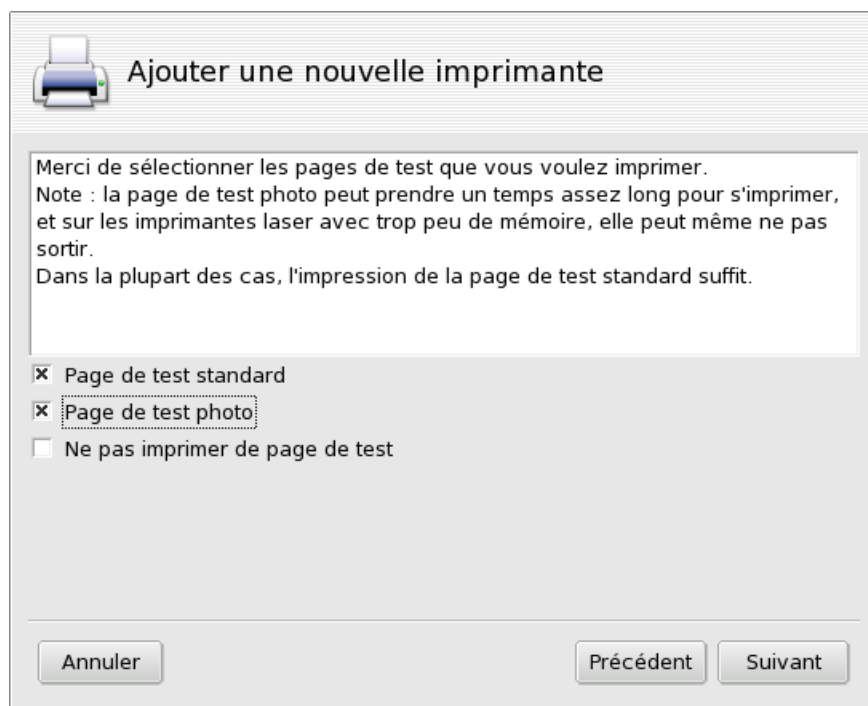 Ajouter une nouvelle imprimante
Merci de sélectionner les pages de test que vous voulez imprimer.
Note : la page de test photo peut prendre un temps assez long pour s'imprimer,
et sur les imprimantes laser avec trop peu de mémoire, elle peut même ne pas
sortir.
Dans la plupart des cas, l'impression de la page de test standard suffit.
Page de test standard
Page de test photo
Ne pas imprimer de page de test
Annuler
Précédent
Suivant